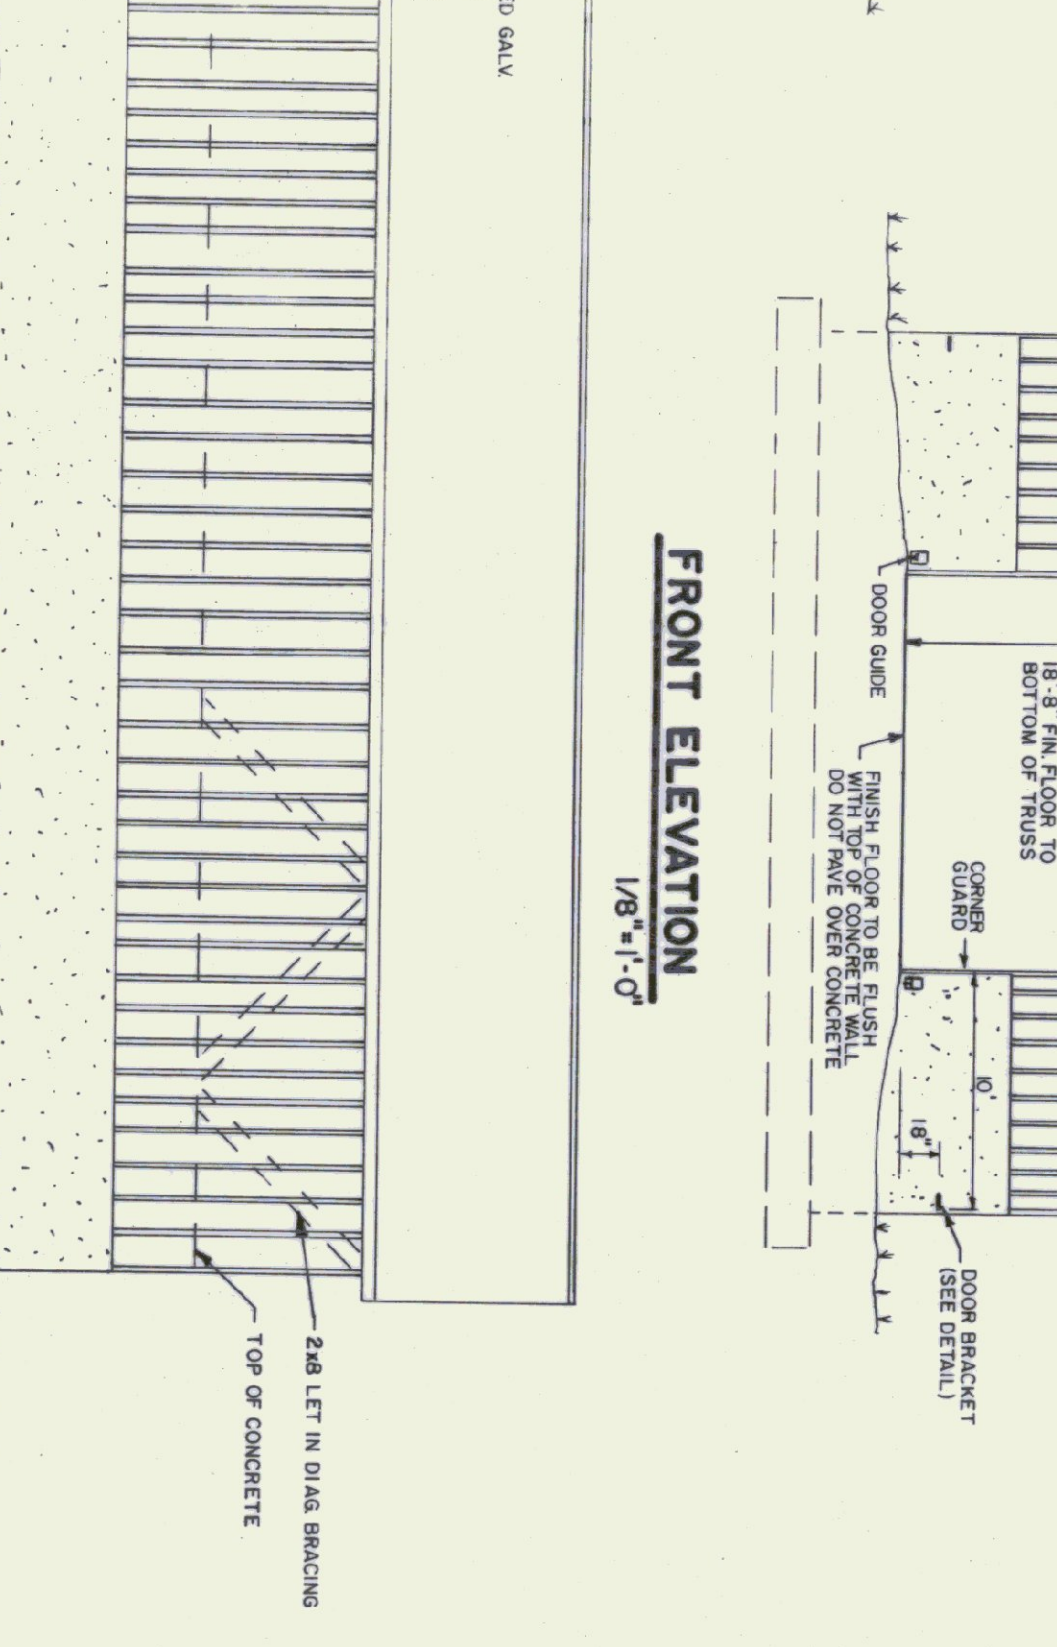 18'-8" FIN. FLOOR TO
BOTTOM OF TRUSS
CORNER
GUARD
10'
18"
DOOR BRACKET
(SEE DETAIL)
DOOR GUIDE
FINISH FLOOR TO BE FLUSH
WITH TOP OF CONCRETE WALL
DO NOT PAVE OVER CONCRETE
FRONT ELEVATION
1/8"=1'-0"
GALV.
2x8 LET IN DIAG. BRACING
TOP OF CONCRETE